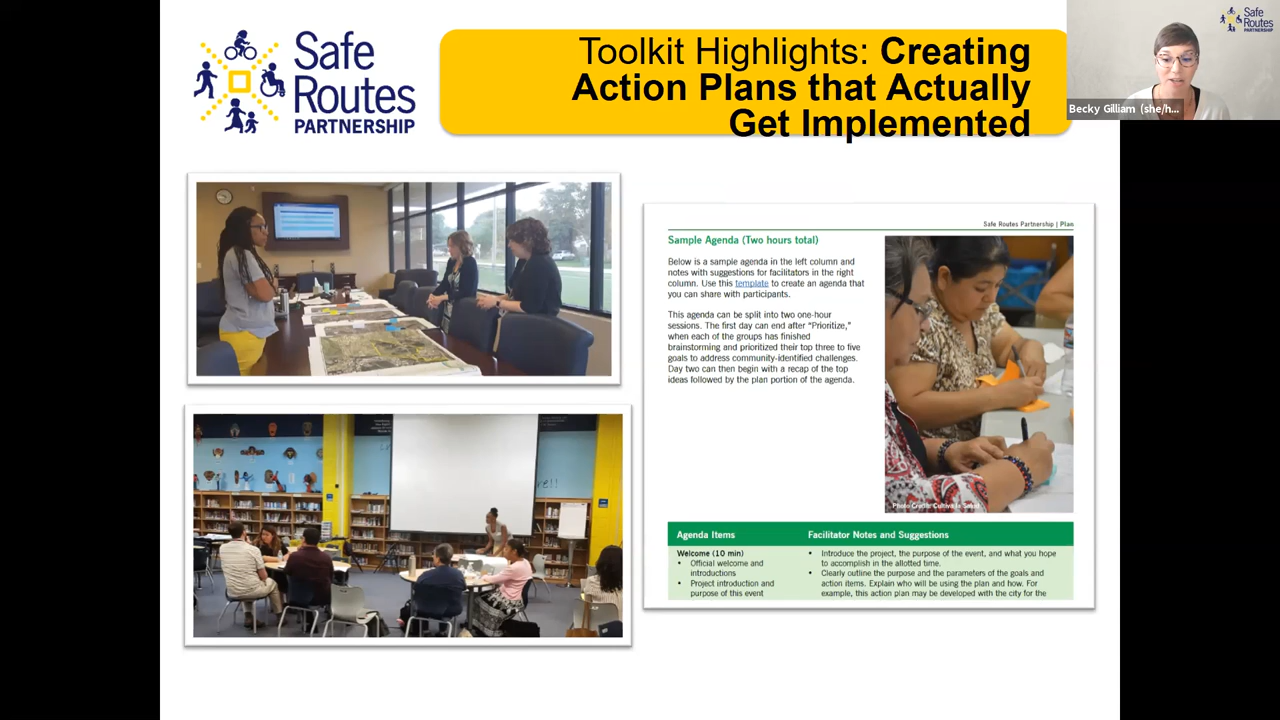 Safe
Routes
PARTNERSHIP
Toolkit Highlights: Creating
Action Plans that Actually
Get Implemented
Safe
Routes
PARTNERSHIP
Becky Gilliam (she/h...
Safe Routes Partnership | Plan
Sample Agenda (Two hours total)
Below is a sample agenda in the left column and
notes with suggestions for facilitators in the right
column. Use this template to create an agenda that
you can share with participants.
This agenda can be split into two one-hour
sessions. The first day can end after “Prioritize,”
when each of the groups has finished
brainstorming and prioritized their top three to five
goals to address community-identified challenges.
Day two can then begin with a recap of the top
ideas followed by the plan portion of the agenda.
Photo Credit: Cultiva la Salud
Agenda Items
Facilitator Notes and Suggestions
Welcome (10 min)
• Official welcome and
introductions
• Project introduction and
purpose of this event
• Introduce the project, the purpose of the event, and what you hope
to accomplish in the allotted time.
• Clearly outline the purpose and the parameters of the goals and
action items. Explain who will be using the plan and how. For
example, this action plan may be developed with the city for the